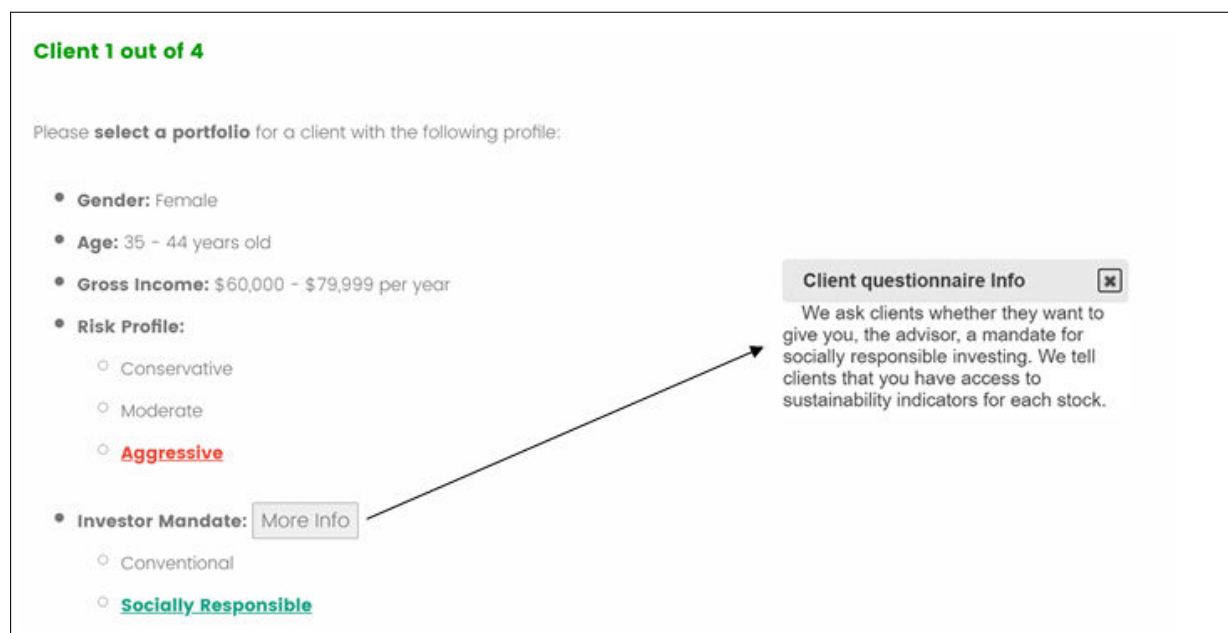 Client 1 out of 4
Please select a portfolio for a client with the following profile:
Gender: Female
Age: 35 - 44 years old
Gross Income: $60,000 - $79,999 per year
Risk Profile:
Conservative
Moderate
Aggressive
Investor Mandate: More Info
Conventional
Socially Responsible
Client questionnaire Info
We ask clients whether they want to
give you, the advisor, a mandate for
socially responsible investing. We tell
clients that you have access to
sustainability indicators for each stock.